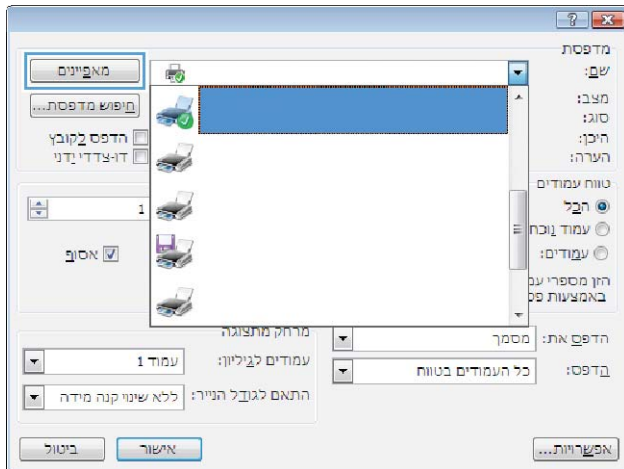 מדפסת
שם:
מאפיינים
מצב:
חיפוש מדפסת...
סוג:
היכן:
הדפס לקובץ
הערה:
דו-צדדי ידני
טווח עמודים
הכל
1
עמוד נוכח
עמודים:
אסוף
הזן מספרי עמ
באמצעות פס
מרחק מתצוגה
הדפס את: מסמך
עמודים לגיליון: עמוד 1
הדפס: כל העמודים בטווח
התאם לגודל הנייר: ללא שינוי קנה מידה
אפשרויות...
אישור
ביטול